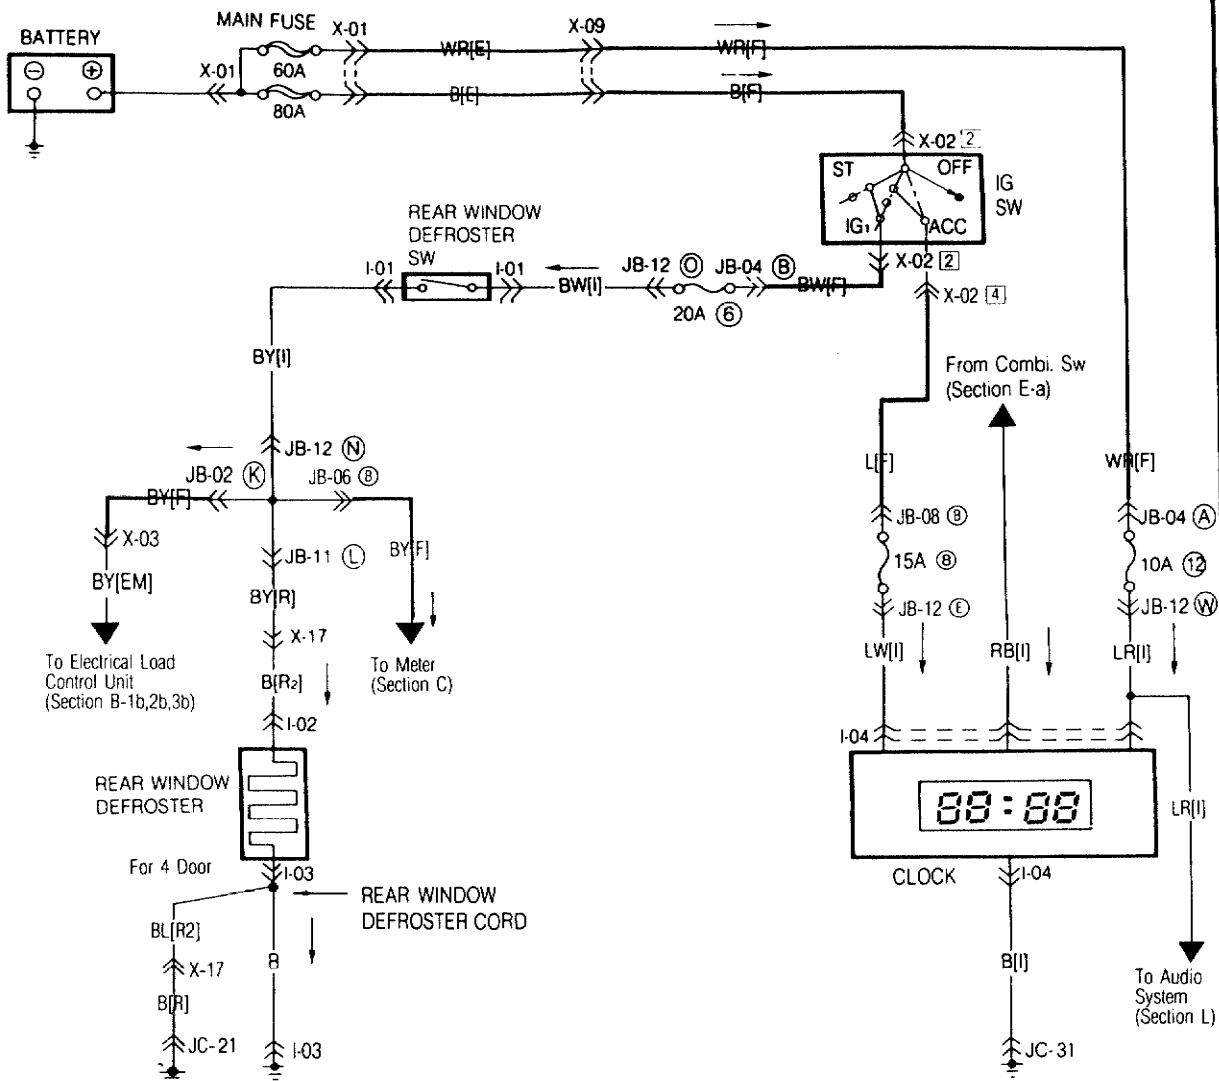 MAIN FUSE
BATTERY
X-01
X-09
WR[E]
WR[F]
60A
X-01
B[E]
B[F]
80A
X-02 2
ST
OFF
IG
SW
IG1
ACC
REAR WINDOW
DEFROSTER
SW
X-02 2
I-01
I-01
BW[I]
JB-12 O
JB-04 B
BW[F]
20A 6
X-02 4
BY[I]
From Combi. Sw
(Section E-a)
JB-12 N
JB-02 K
JB-06 8
L[F]
WR[F]
BY[F]
JB-08 B
JB-04 A
X-03
BY[F]
JB-11 L
15A 8
10A 12
BY[EM]
BY[R]
JB-12 E
JB-12 W
X-17
LW[I]
RB[I]
LR[I]
To Electrical Load
Control Unit
(Section B-1b,2b,3b)
To Meter
(Section C)
B[R2]
I-02
I-04
REAR WINDOW
DEFROSTER
88:88
LR[I]
For 4 Door
I-03
CLOCK
I-04
REAR WINDOW
DEFROSTER CORD
BL[R2]
B
B[I]
X-17
To Audio
System
(Section L)
B[R]
JC-21
I-03
JC-31